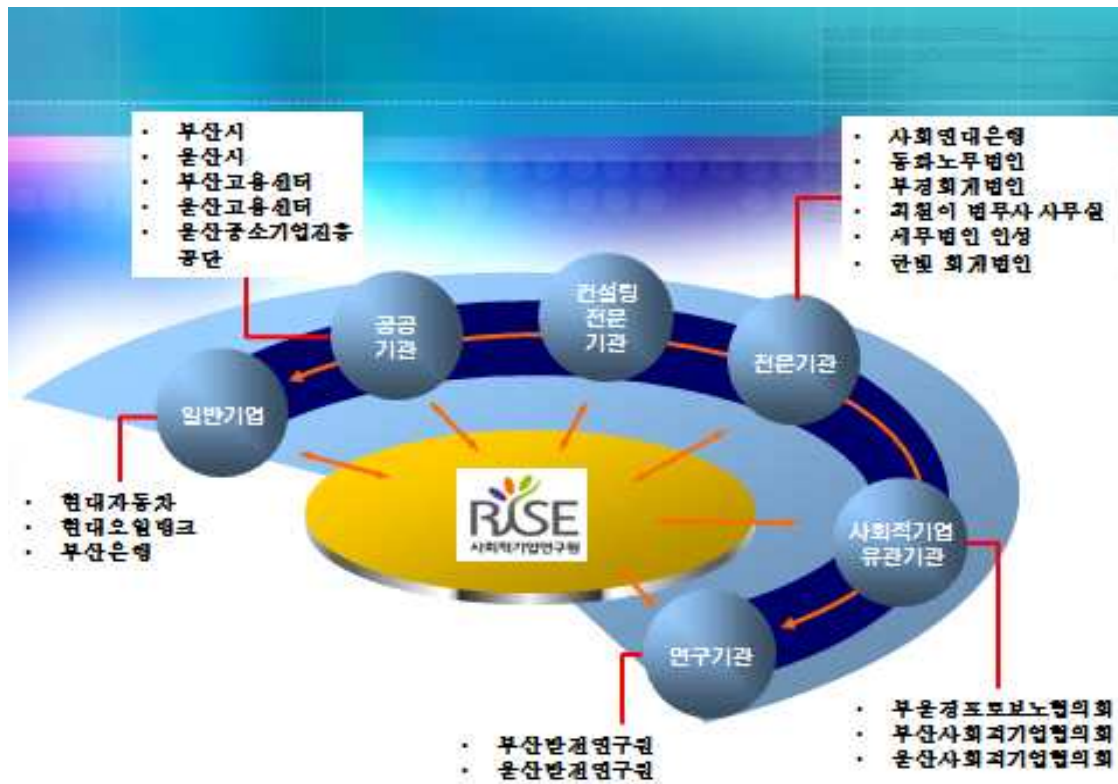 • 부산시
• 울산시
• 부산고용센터
• 울산고용센터
• 울산중소기업진흥
공단
• 사회연대은행
• 동화노무법인
• 부경회계법인
• 최철이 법무사 사무실
• 세무법인 인성
• 한빛 회계법인
공공
기관
컨설팅
전문
기관
전문기관
일반기업
• 현대자동차
• 현대오일뱅크
• 부산은행
RISE
사회적기업연구원
사회적기업
유관기관
연구기관
• 부산발전연구원
• 울산발전연구원
• 부울경프로보노협의회
• 부산사회적기업협의회
• 울산사회적기업협의회